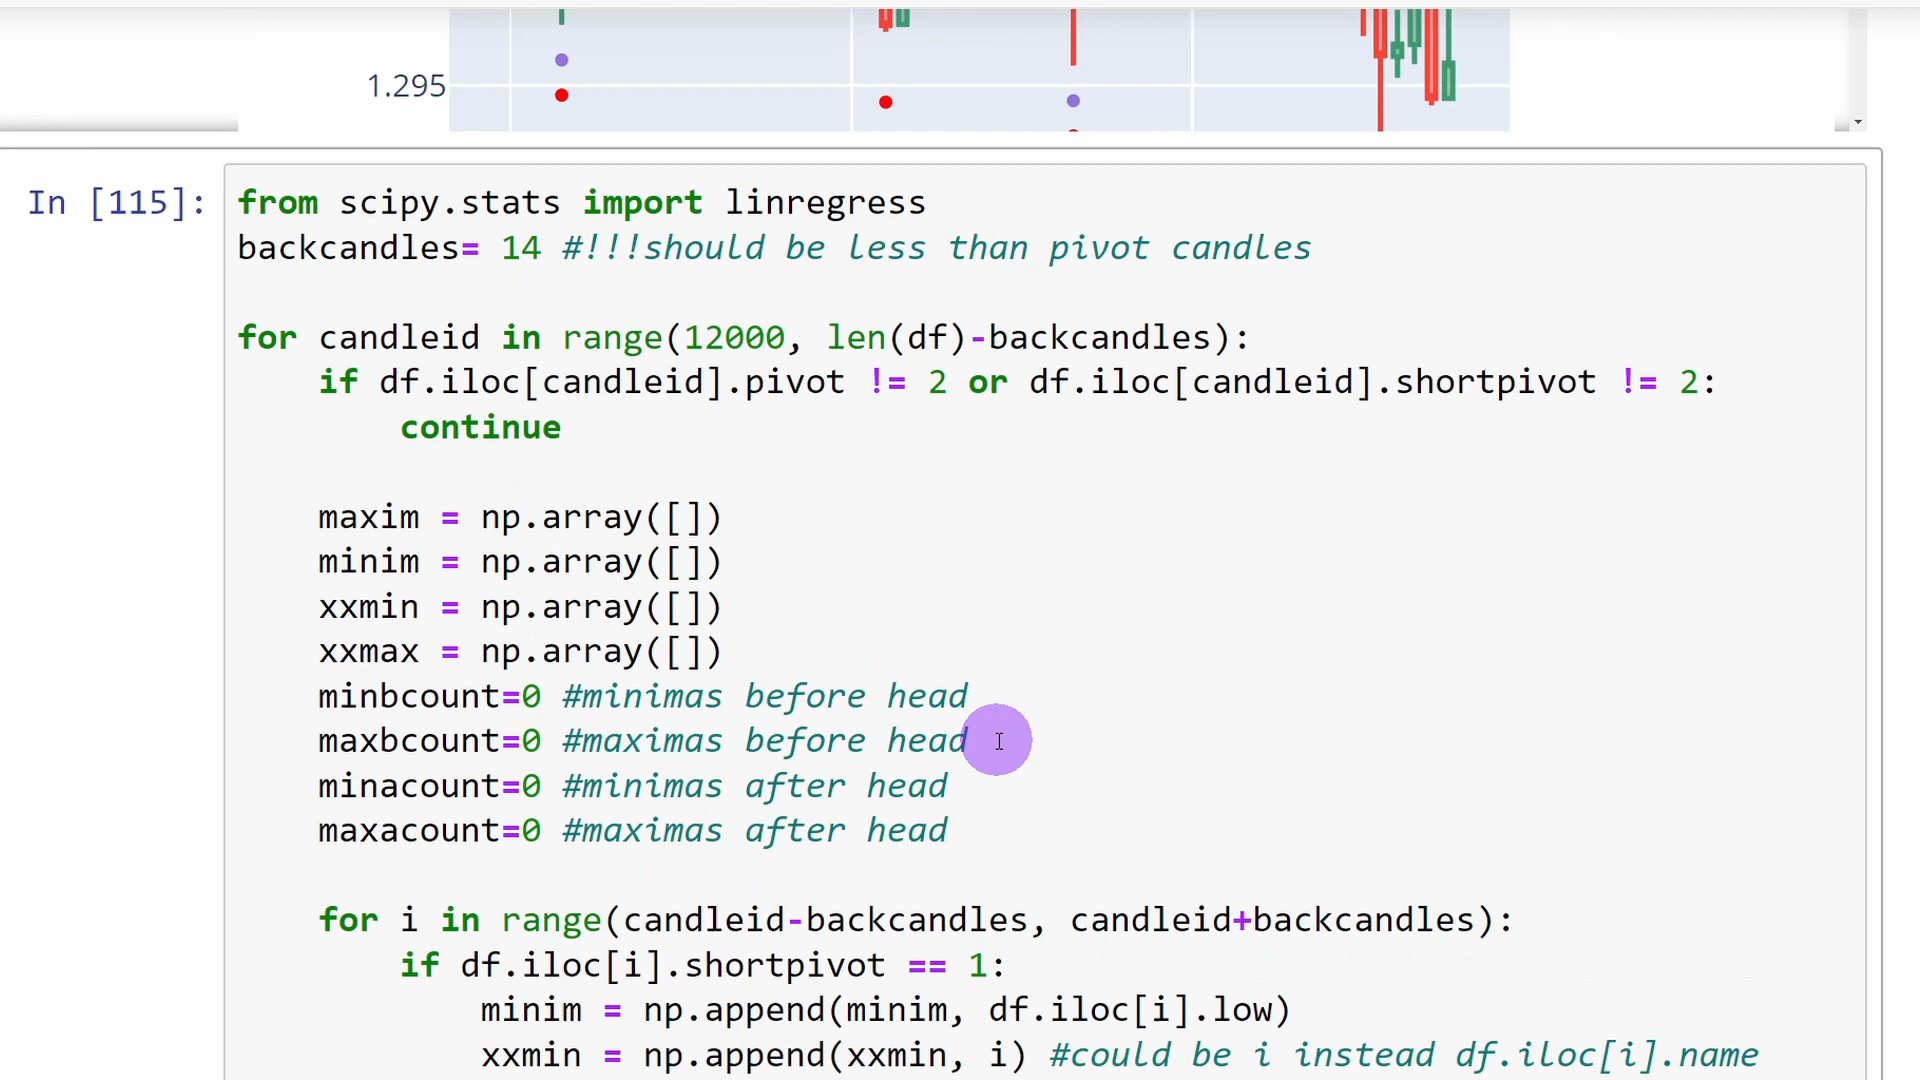 1.295
In [115]:
from scipy.stats import linregress
backcandles= 14 #!!!should be less than pivot candles
for candleid in range(12000, len(df)-backcandles):
if df.iloc[candleid].pivot != 2 or df.iloc[candleid].shortpivot != 2:
continue
maxim = np.array([])
minim = np.array([])
xxmin = np.array([])
xxmax = np.array([])
minbcount=0 #minimas before head
maxbcount=0 #maximas before head
minacount=0 #minimas after head
maxacount=0 #maximas after head
for i in range(candleid-backcandles, candleid+backcandles):
if df.iloc[i].shortpivot == 1:
minim = np.append(minim, df.iloc[i].low)
xxmin = np.append(xxmin, i) #could be i instead df.iloc[i].name